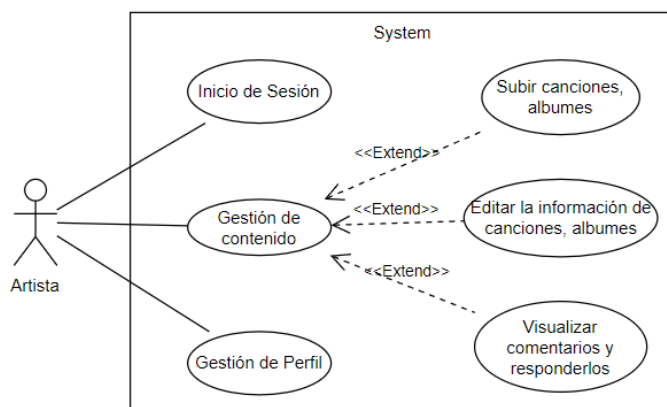 System
Inicio de Sesión
Subir canciones,
albumes
<<Extend>>
Gestión de
contenido
<<Extend>>
Editar la información de
canciones, albumes
Artista
<<Extend>>
Gestión de Perfil
Visualizar
comentarios y
responderlos